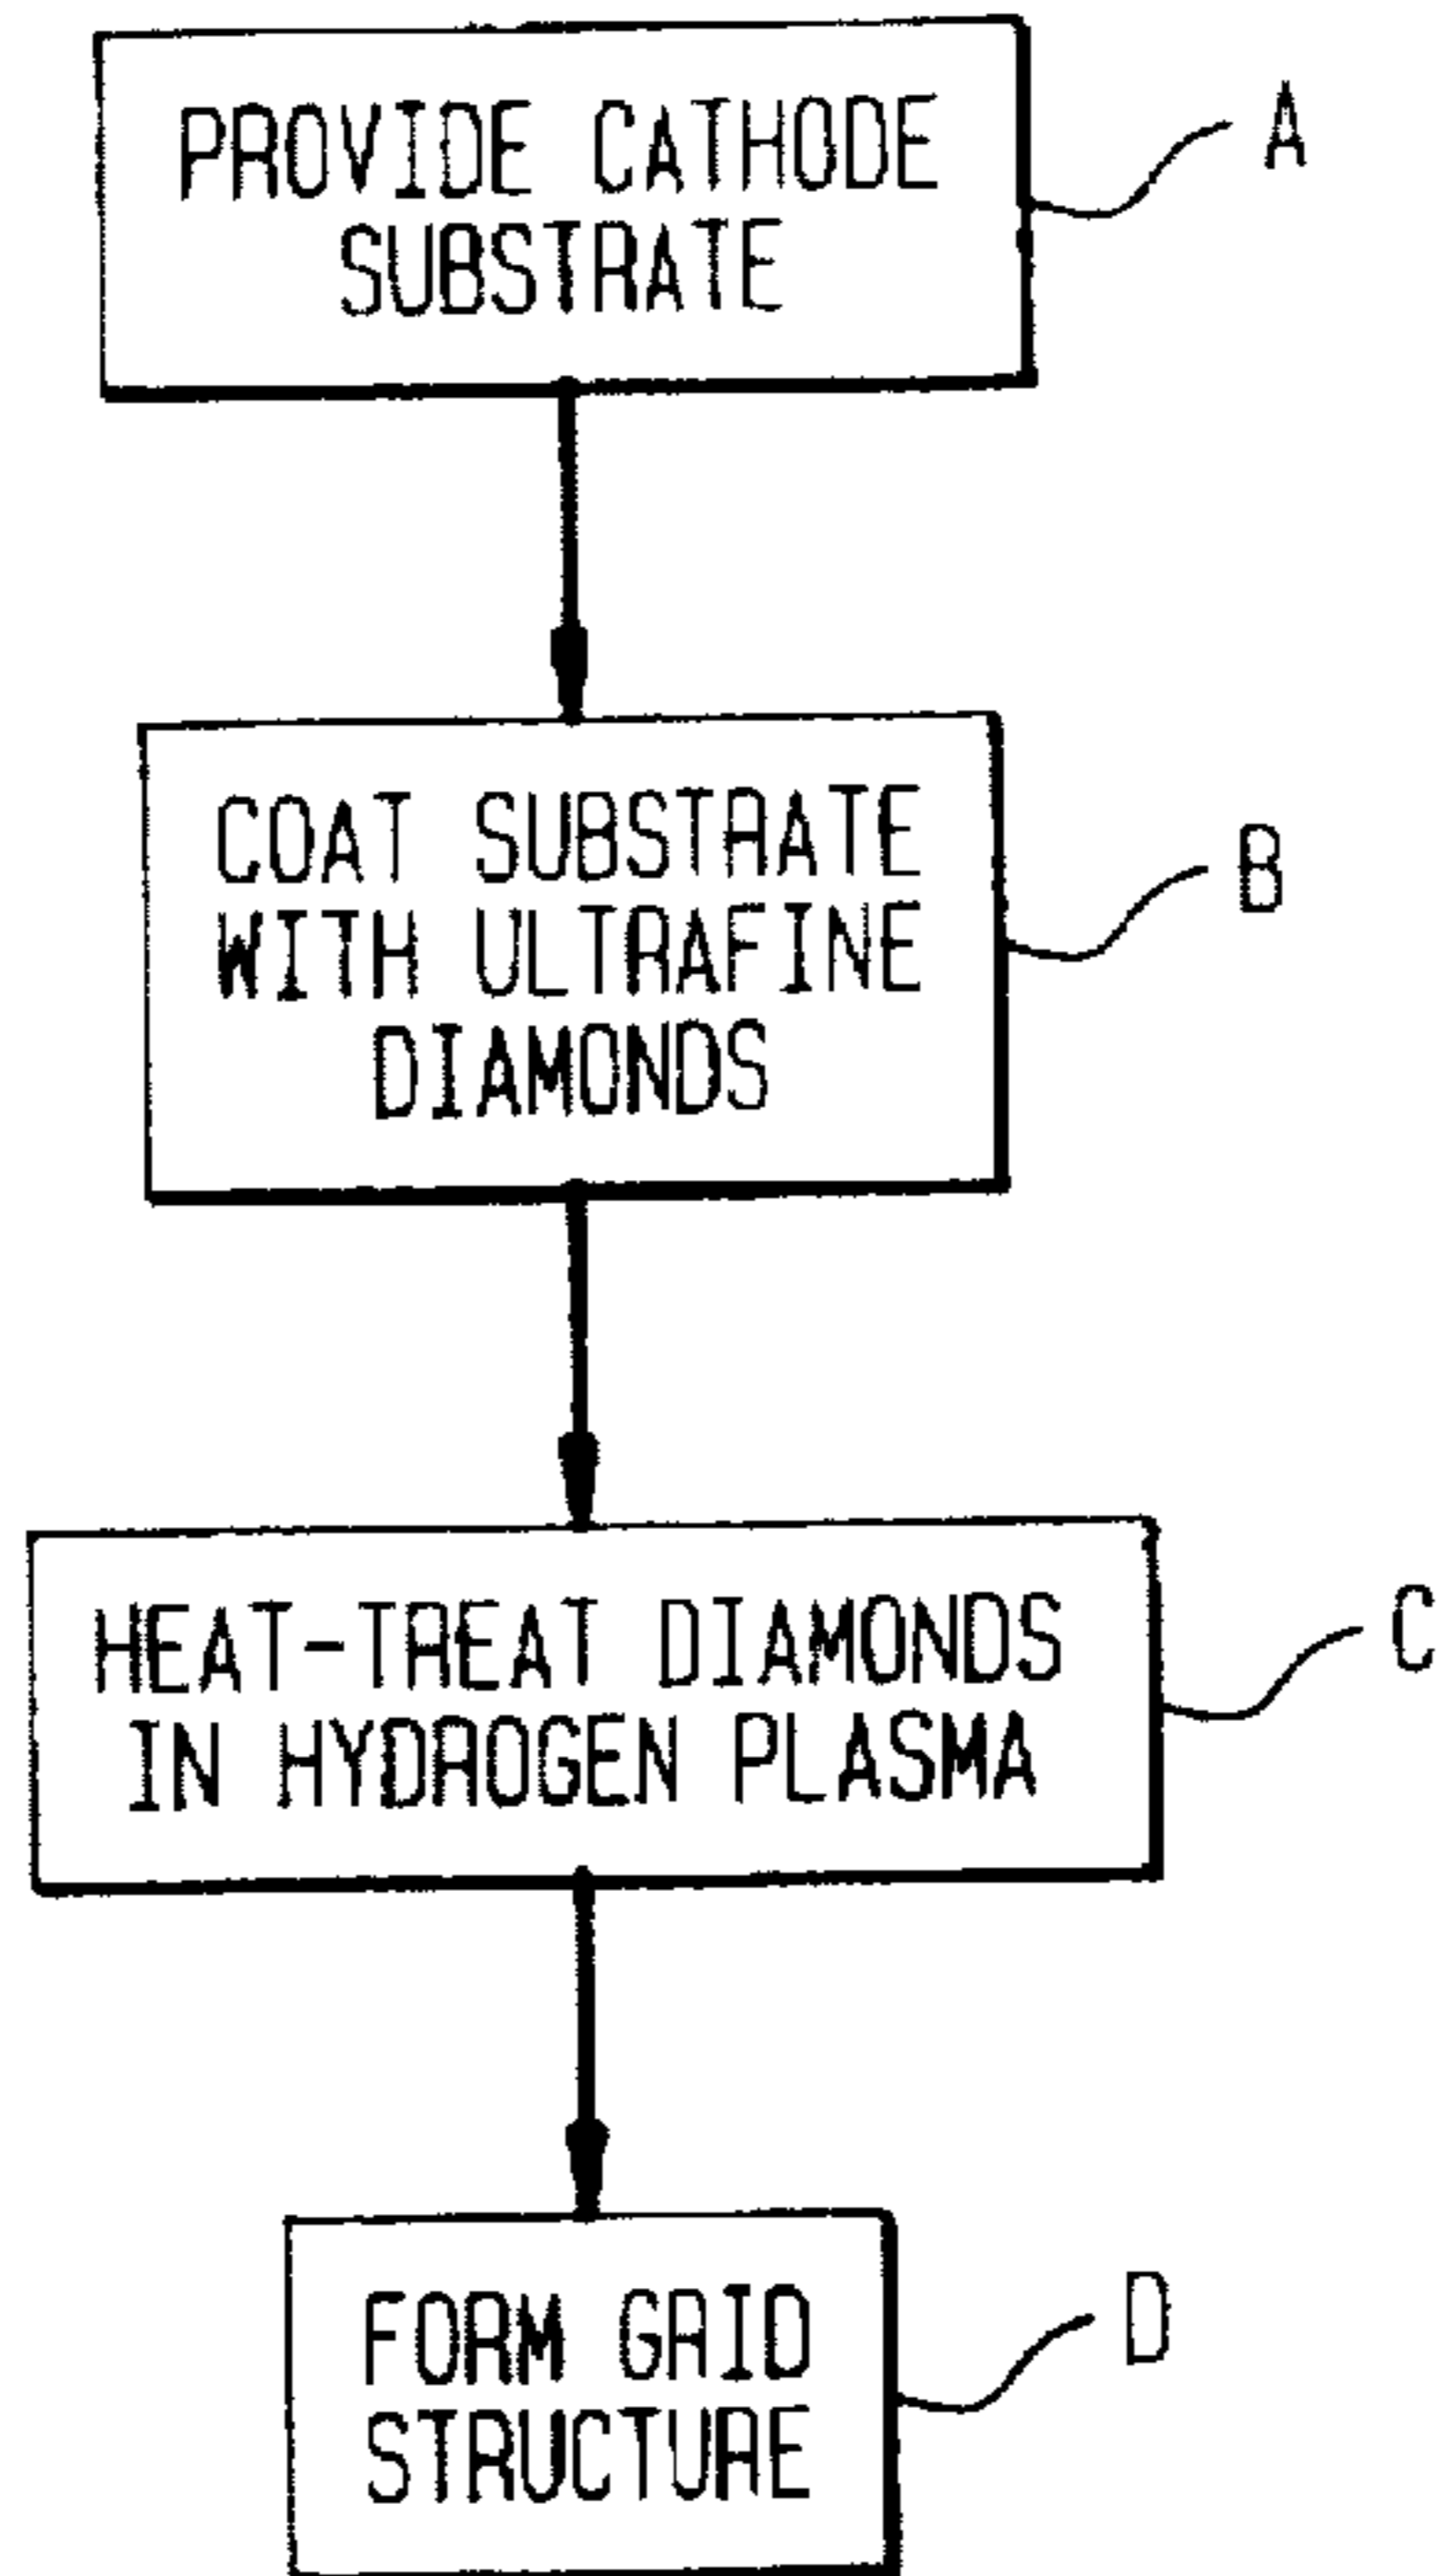 PROVIDE CATHODE
SUBSTRATE
A
COAT SUBSTRATE
WITH ULTRAFINE
DIAMONDS
B
HEAT-TREAT DIAMONDS
IN HYDROGEN PLASMA
C
FORM GRID
STRUCTURE
D